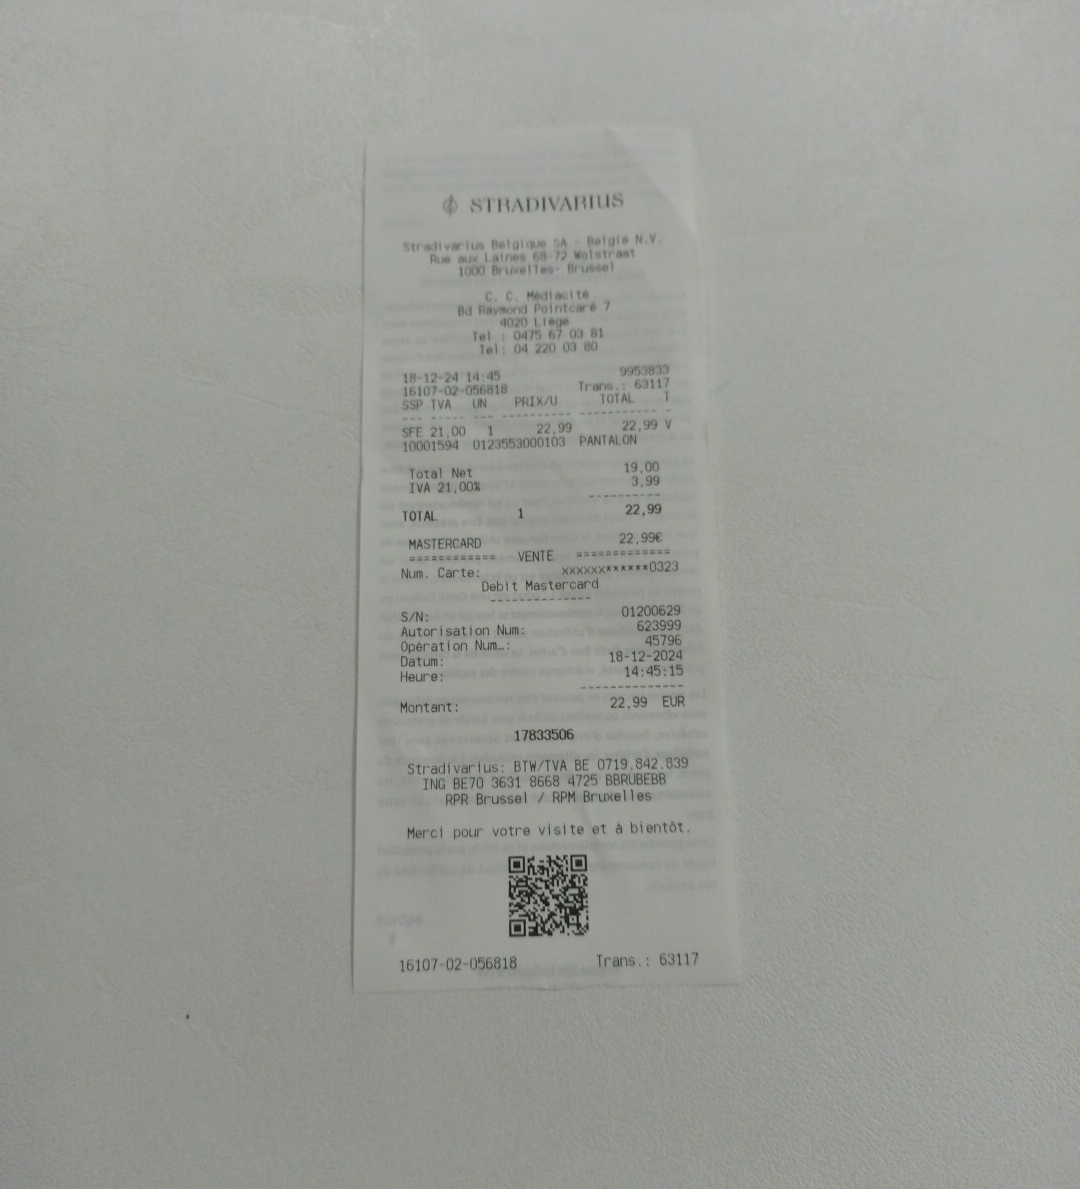 STRADIVARIUS
Stradivarius Belgique SA - België N.V.
Rue aux Laines 68-72 Wolstraat
1000 Bruxelles- Brussel
C. C. Médiacité
Bd Raymond Pointcaré 7
4020 Liège
Tel : 0475 67 03 81
Tel: 04 220 03 80
18-12-24 14:45 9953833
16107-02-056818 Trans.: 63117
SSP TVA UN PRIX/U TOTAL T
--- ----- --- ---------- ---------- -
SFE 21,00 1 22,99 22,99 V
10001594 0123553000103 PANTALON
Total Net 19,00
IVA 21,00% 3,99
----------
TOTAL 1 22,99
MASTERCARD 22,99€
============ VENTE =============
Num. Carte: xxxxxx******0323
Debit Mastercard
--------------
S/N: 01200629
Autorisation Num: 623999
Opération Num…: 45796
Datum: 18-12-2024
Heure: 14:45:15
--------------
Montant: 22,99 EUR
17833506
Stradivarius: BTW/TVA BE 0719.842.839
ING BE70 3631 8668 4725 BBRUBEBB
RPR Brussel / RPM Bruxelles
Merci pour votre visite et à bientôt.
16107-02-056818 Trans.: 63117